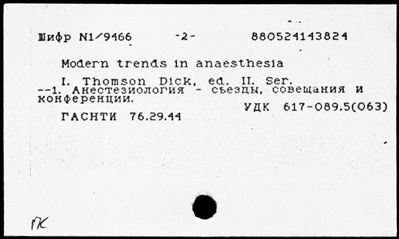 Шифр N1/9466 -2- 880524143824
Modern trends in anaesthesia
I. Thomson Dick, ed. II. Ser.
--1. Анестезиология - съезды, совещания и
конференции.
УДК 617-089.5(063)
ГАСНТИ 76.29.44